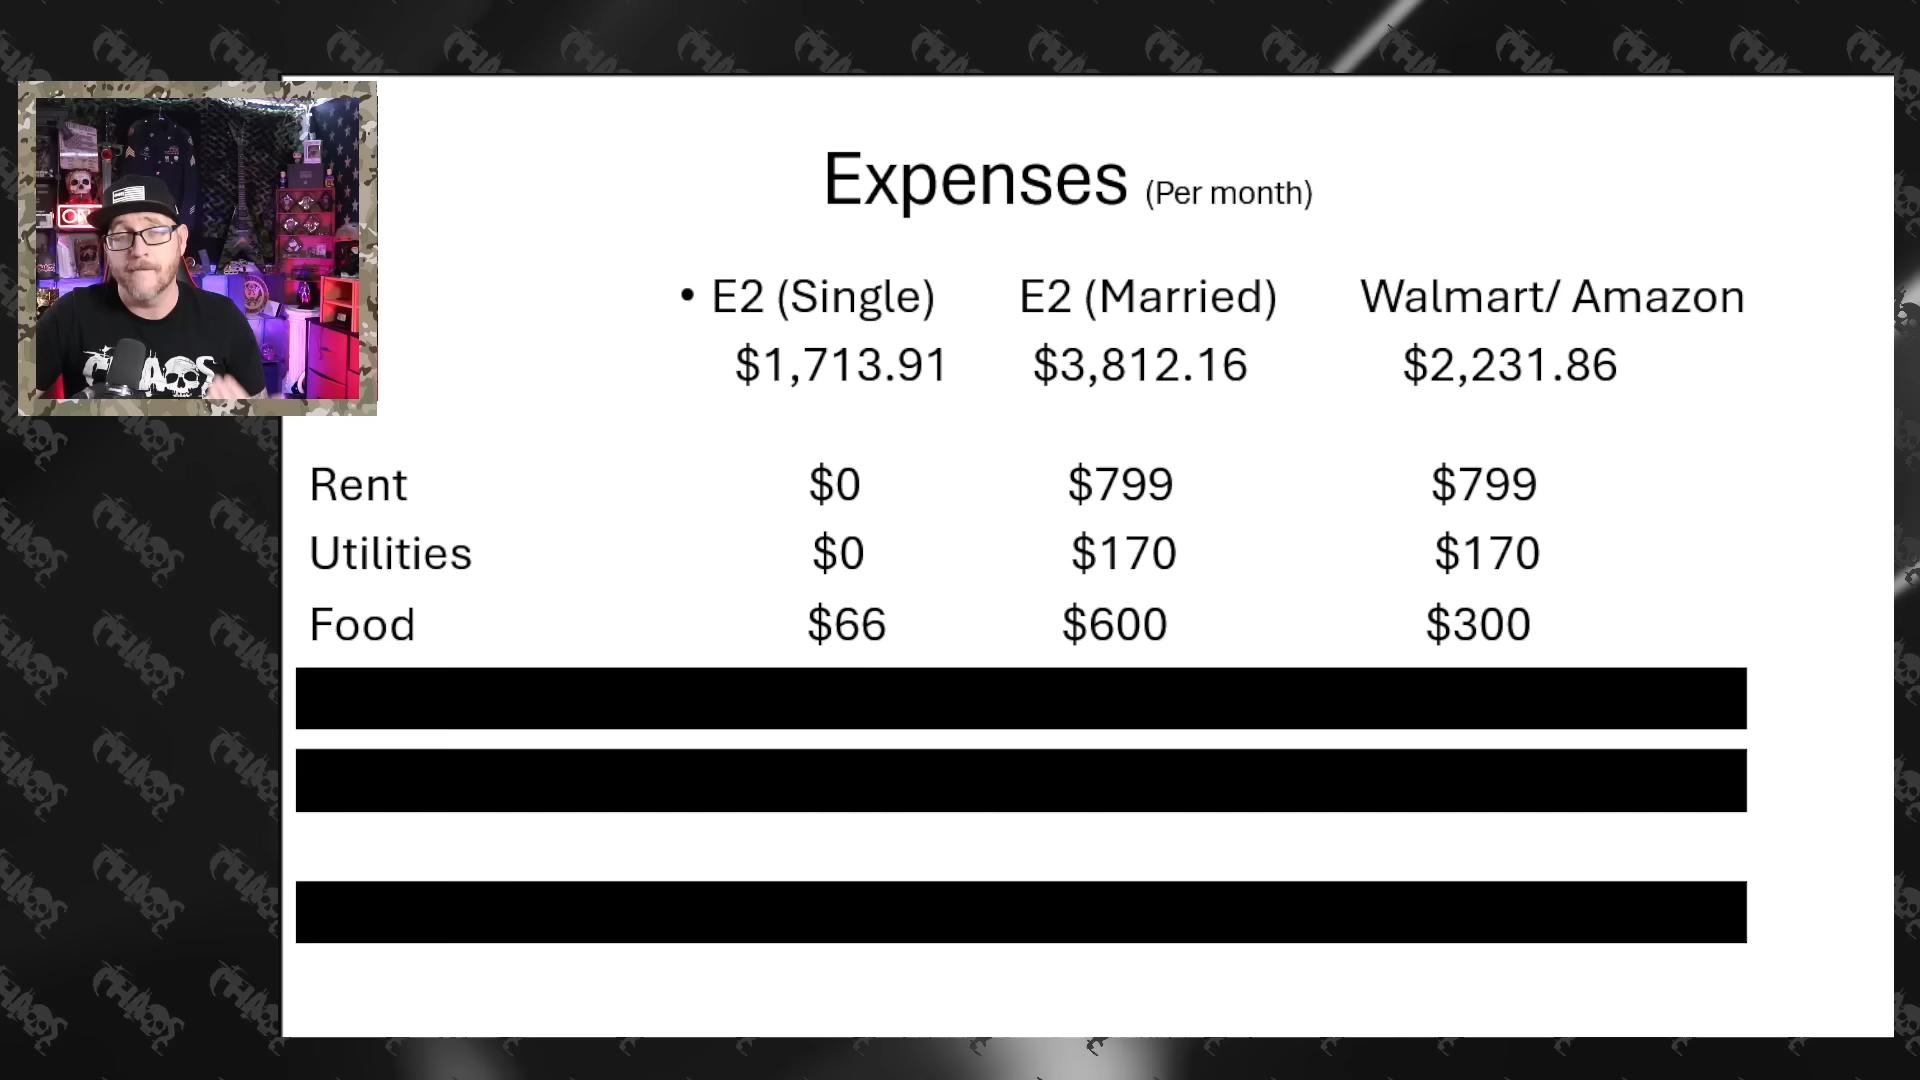 Expenses (Per month)
• E2 (Single) E2 (Married) Walmart/ Amazon
$1,713.91 $3,812.16 $2,231.86
Rent $0 $799 $799
Utilities $0 $170 $170
Food $66 $600 $300
CHAOS